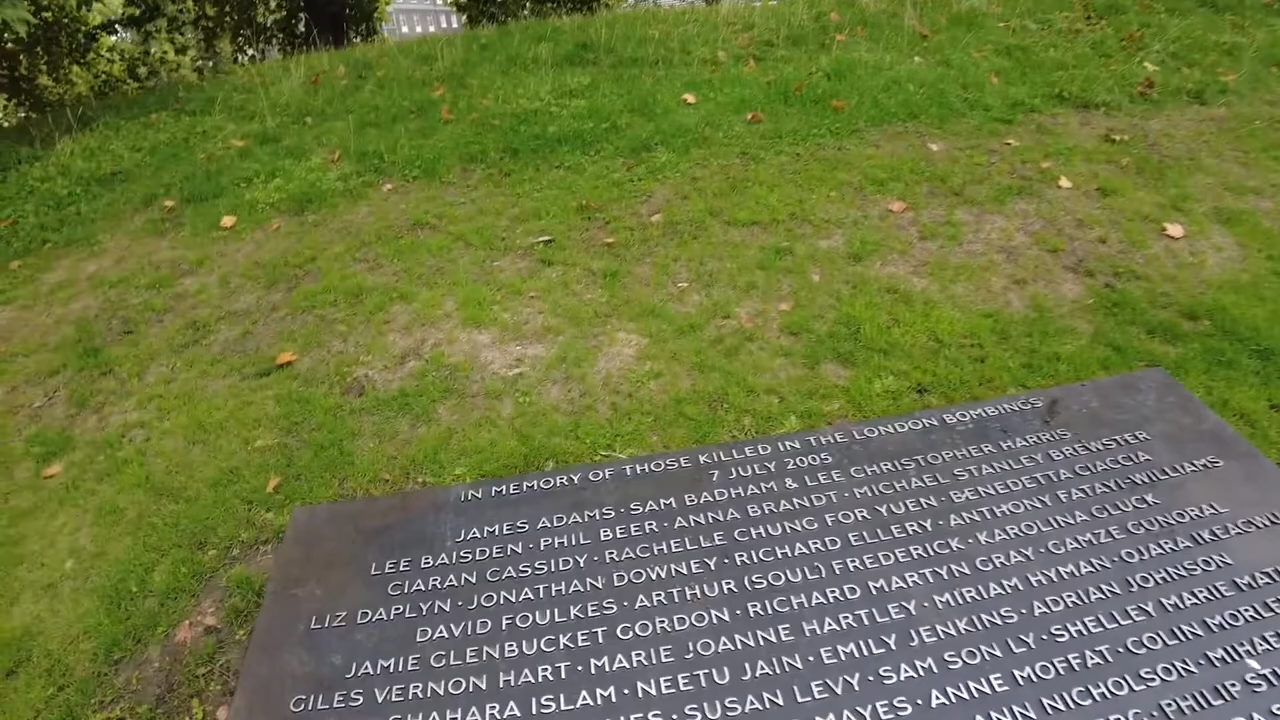 IN MEMORY OF THOSE KILLED IN THE LONDON BOMBINGS
7 JULY 2005
JAMES ADAMS · SAM BADHAM & LEE CHRISTOPHER HARRIS
LEE BAISDEN · PHIL BEER · ANNA BRANDT · MICHAEL STANLEY BREWSTER
CIARAN CASSIDY · RACHELLE CHUNG FOR YUEN · BENEDETTA CIACCIA
LIZ DAPLYN · JONATHAN DOWNEY · RICHARD ELLERY · ANTHONY FATAYI-WILLIAMS
DAVID FOULKES · ARTHUR (SOUL) FREDERICK · KAROLINA GLUCK
JAMIE GLENBUCKET GORDON · RICHARD MARTYN GRAY · GAMZE GUNORAL
GILES VERNON HART · MARIE JOANNE HARTLEY · MIRIAM HYMAN · OJARA IKEAGWU
SHAHARA ISLAM · NEETU JAIN · EMILY JENKINS · ADRIAN JOHNSON
SUSAN LEVY · SAM SON LY · SHELLEY MARIE
MAYES · ANNE MOFFAT · COLIN
ANN NICHOLSON ·
PHILIP